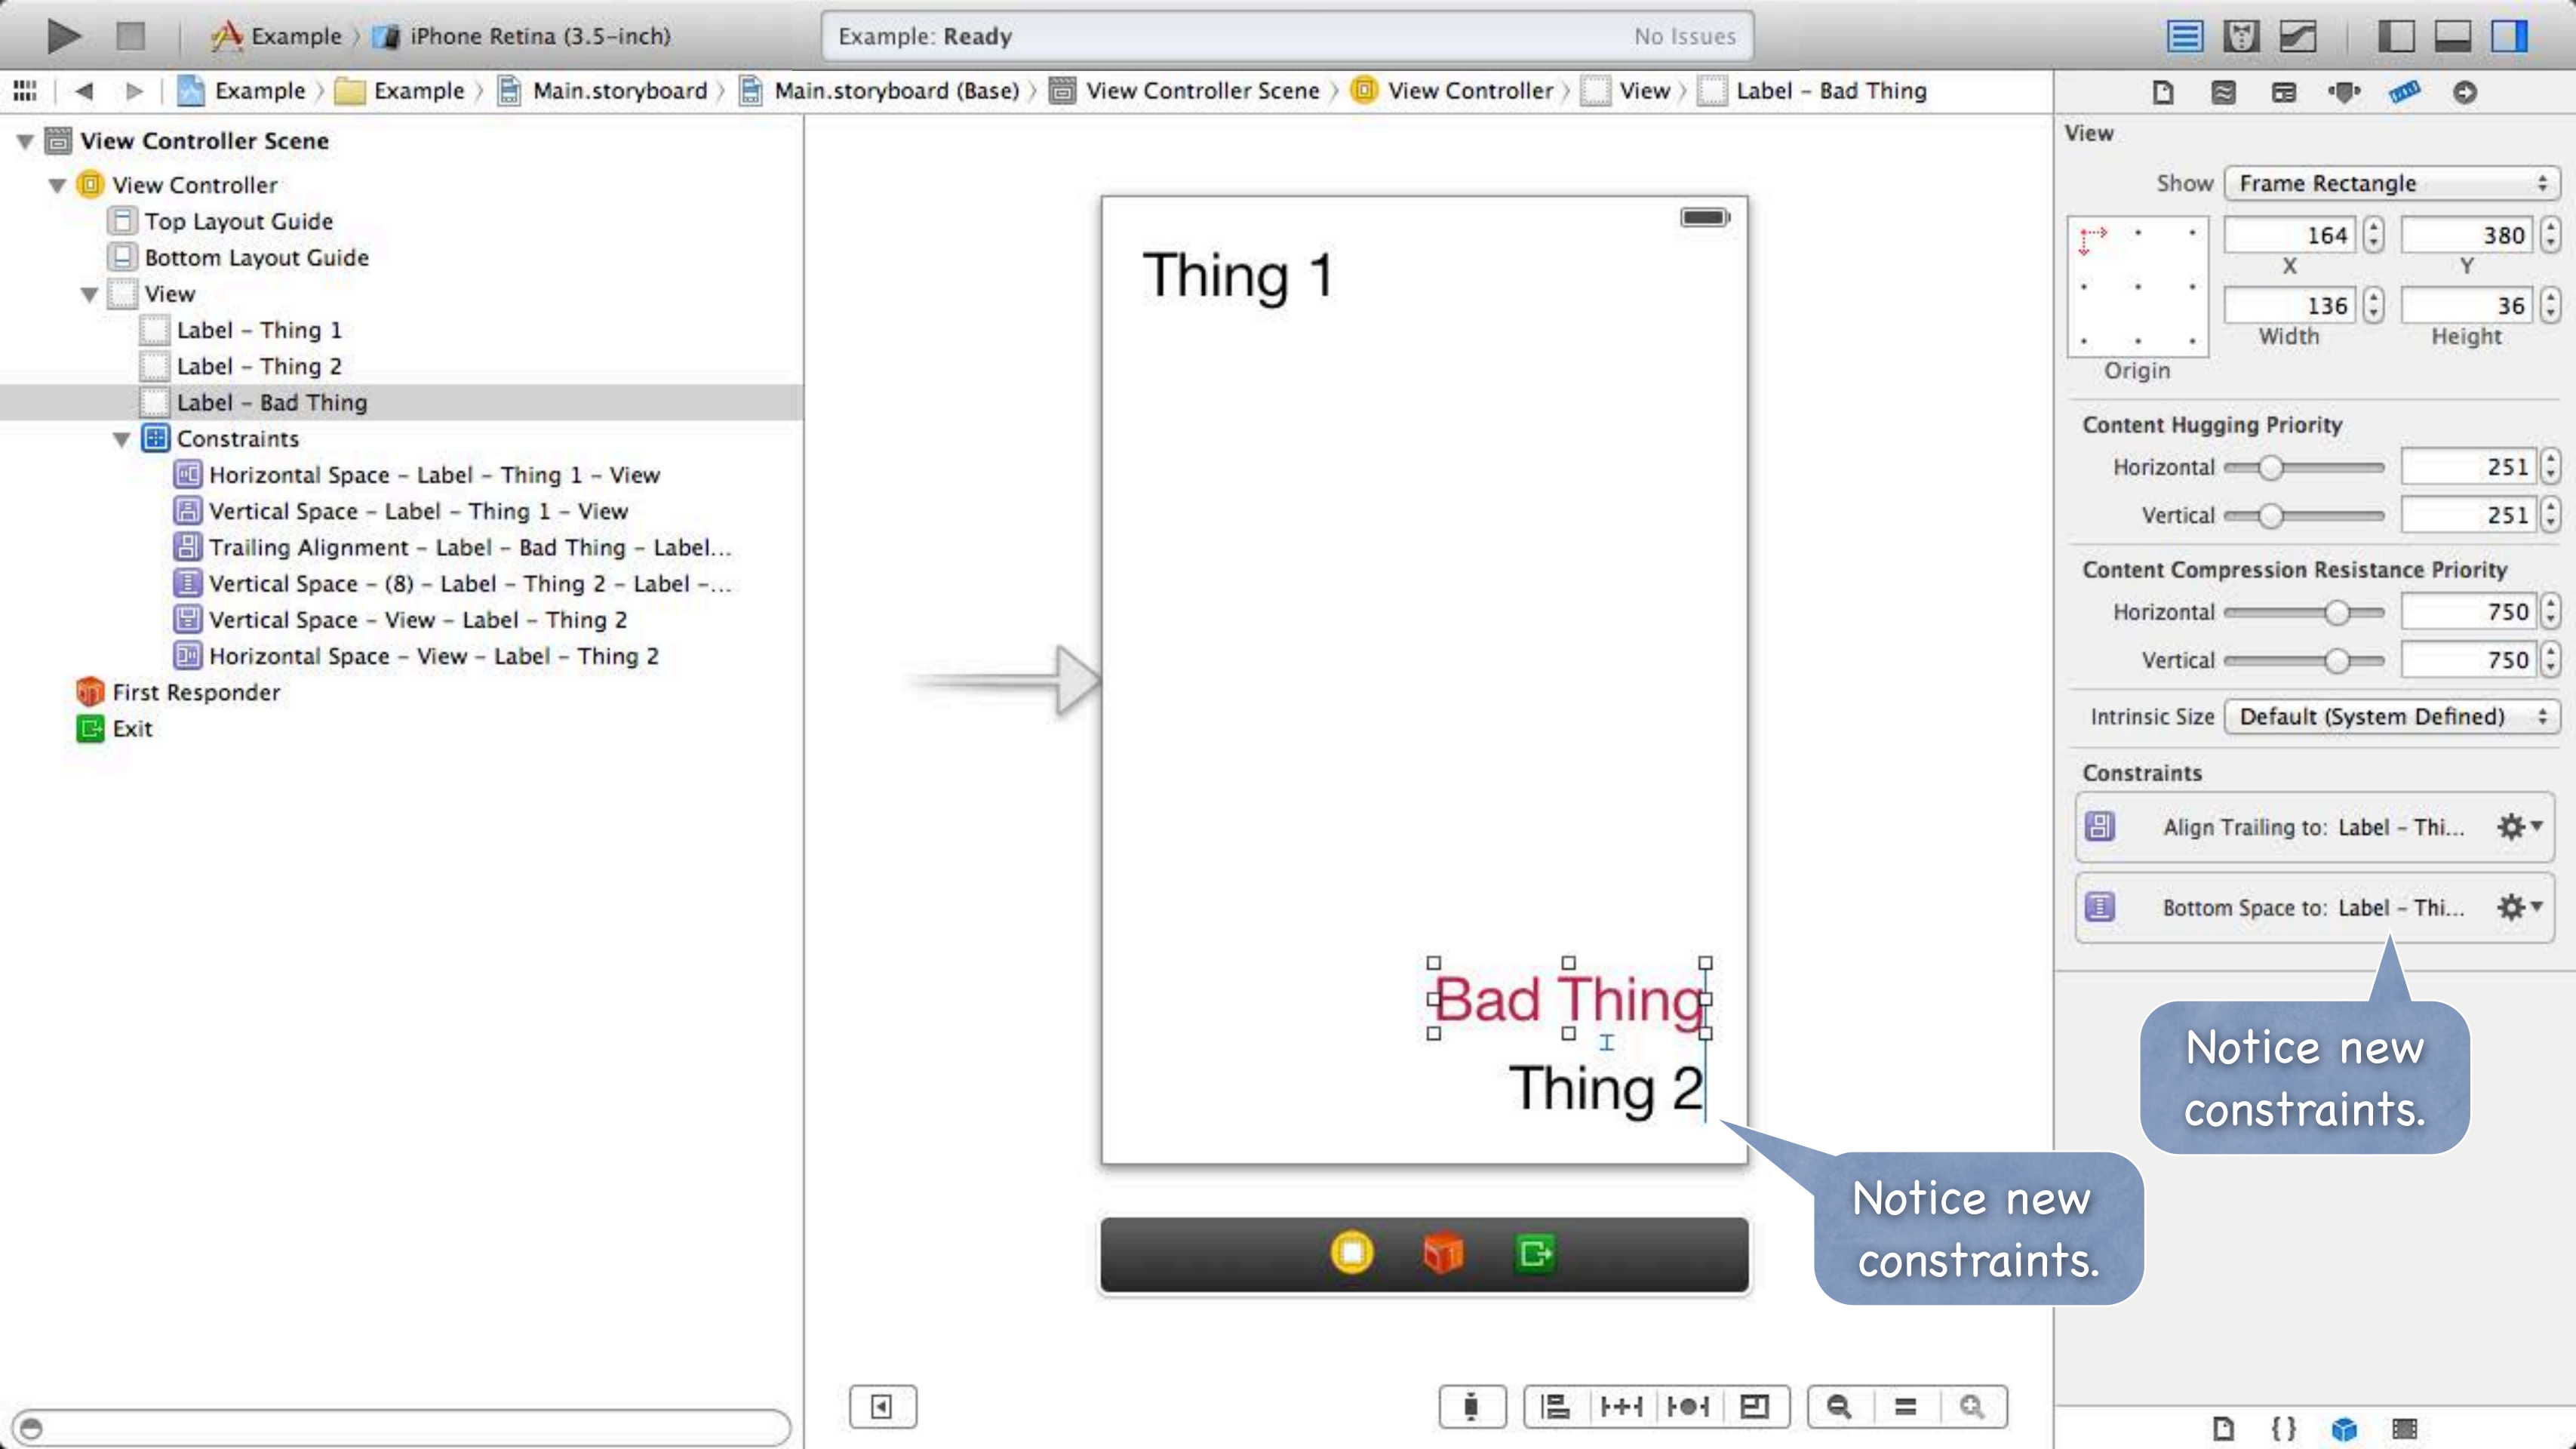 Example 〉 iPhone Retina (3.5-inch)
Example: Ready
No Issues
Example 〉 Example 〉 Main.storyboard 〉 Main.storyboard (Base) 〉 View Controller Scene 〉 View Controller 〉 View 〉 Label – Bad Thing
View Controller Scene
View Controller
Top Layout Guide
Bottom Layout Guide
View
Label – Thing 1
Label – Thing 2
Label – Bad Thing
Constraints
Horizontal Space – Label – Thing 1 – View
Vertical Space – Label – Thing 1 – View
Trailing Alignment – Label – Bad Thing – Label...
Vertical Space – (8) – Label – Thing 2 – Label –...
Vertical Space – View – Label – Thing 2
Horizontal Space – View – Label – Thing 2
First Responder
Exit
Thing 1
Bad Thing
Thing 2
Notice new
constraints.
View
Show Frame Rectangle
164 380
X Y
136 36
Width Height
Origin
Content Hugging Priority
Horizontal 251
Vertical 251
Content Compression Resistance Priority
Horizontal 750
Vertical 750
Intrinsic Size Default (System Defined)
Constraints
Align Trailing to: Label – Thi...
Bottom Space to: Label – Thi...
Notice new
constraints.